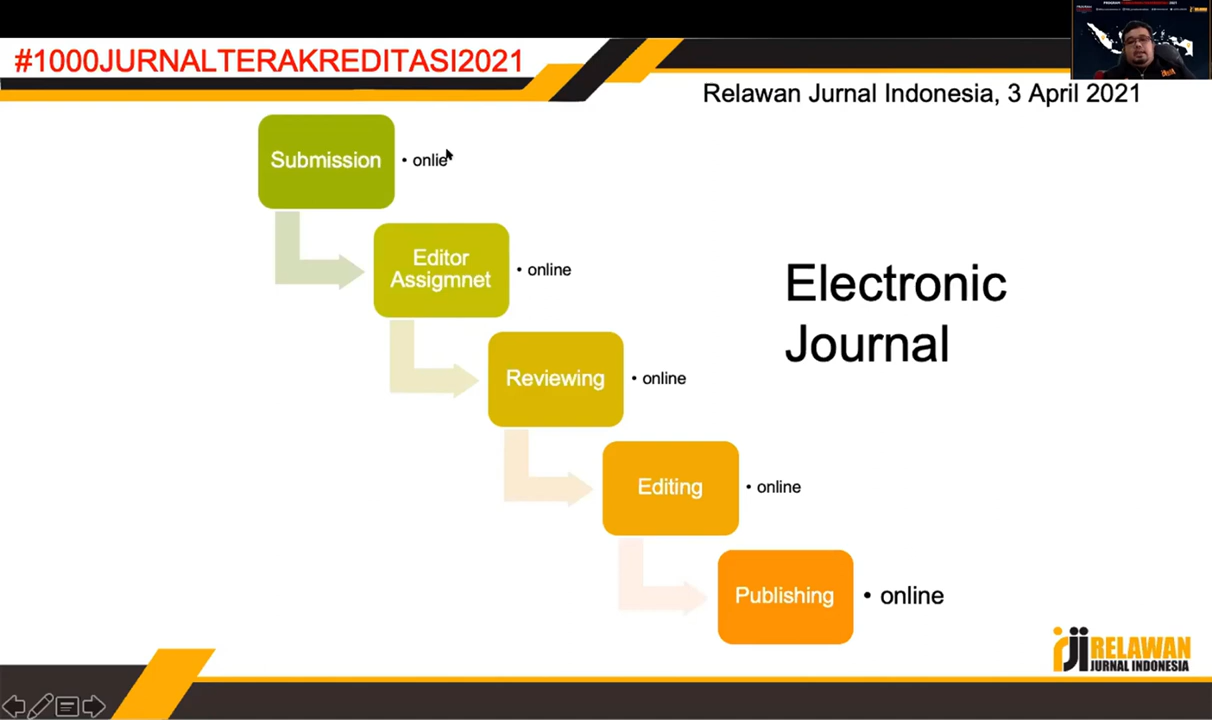 #1000JURNALTERAKREDITASI2021
Relawan Jurnal Indonesia, 3 April 2021
Submission
• onlie
Editor
Assigmnet
• online
Reviewing
• online
Electronic
Journal
Editing
• online
Publishing
• online
RELAWAN
JURNAL INDONESIA